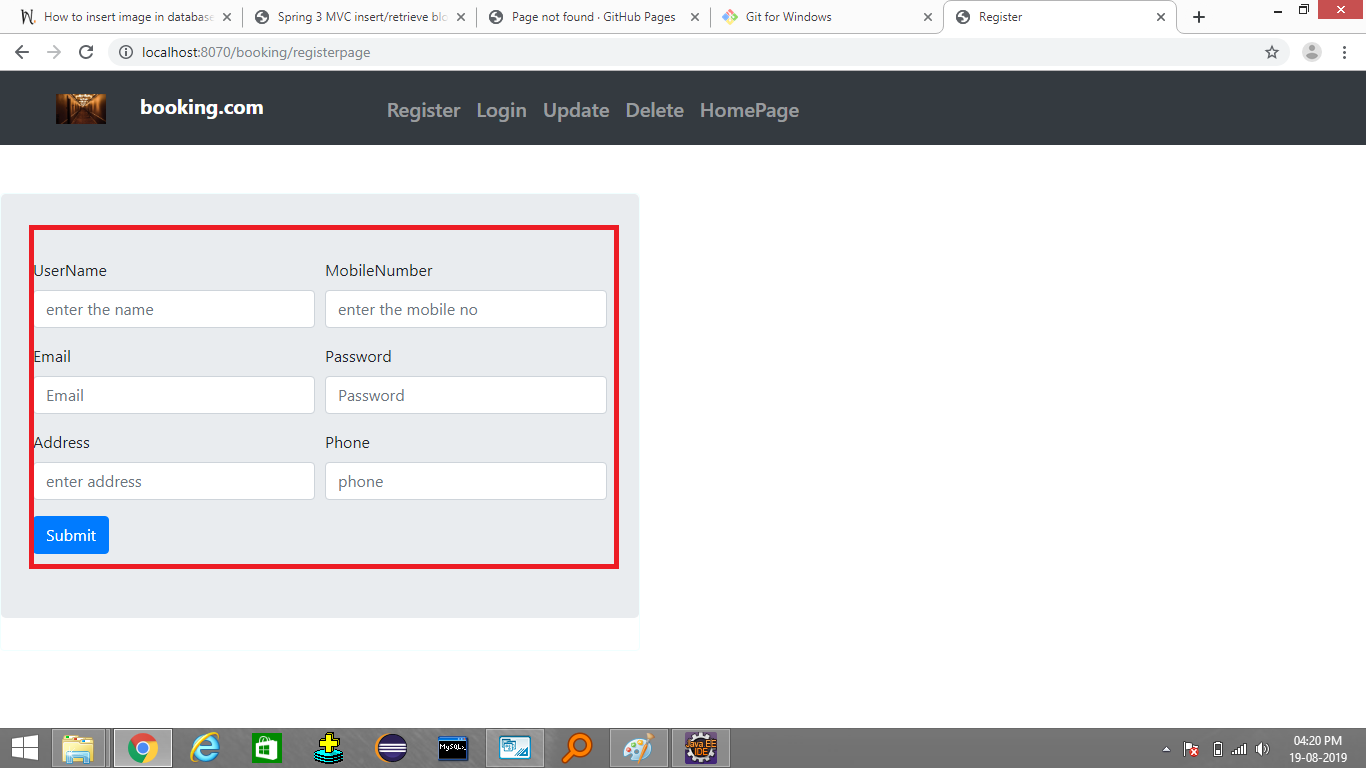 How to insert image in database
Spring 3 MVC insert/retrieve blo
Page not found · GitHub Pages
Git for Windows
Register
localhost:8070/booking/registerpage
booking.com
Register Login Update Delete HomePage
UserName MobileNumber
enter the name enter the mobile no
Email Password
Email Password
Address Phone
enter address phone
Submit
MySQL
Java EE
IDE
04:20 PM
19-08-2019